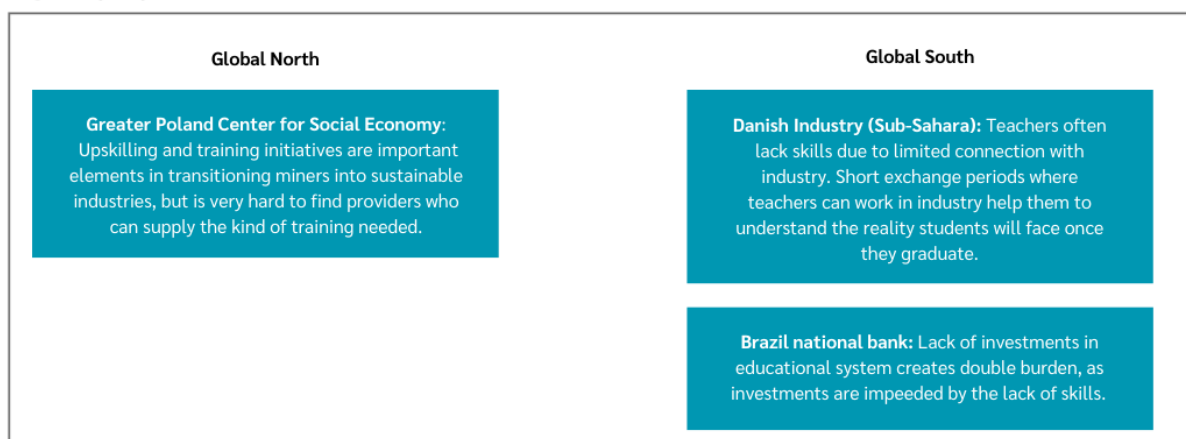 Global North
Greater Poland Center for Social Economy:
Upskilling and training initiatives are important
elements in transitioning miners into sustainable
industries, but is very hard to find providers who
can supply the kind of training needed.
Global South
Danish Industry (Sub-Sahara): Teachers often
lack skills due to limited connection with
industry. Short exchange periods where
teachers can work in industry help them to
understand the reality students will face once
they graduate.
Brazil national bank: Lack of investments in
educational system creates double burden, as
investments are impeded by the lack of skills.